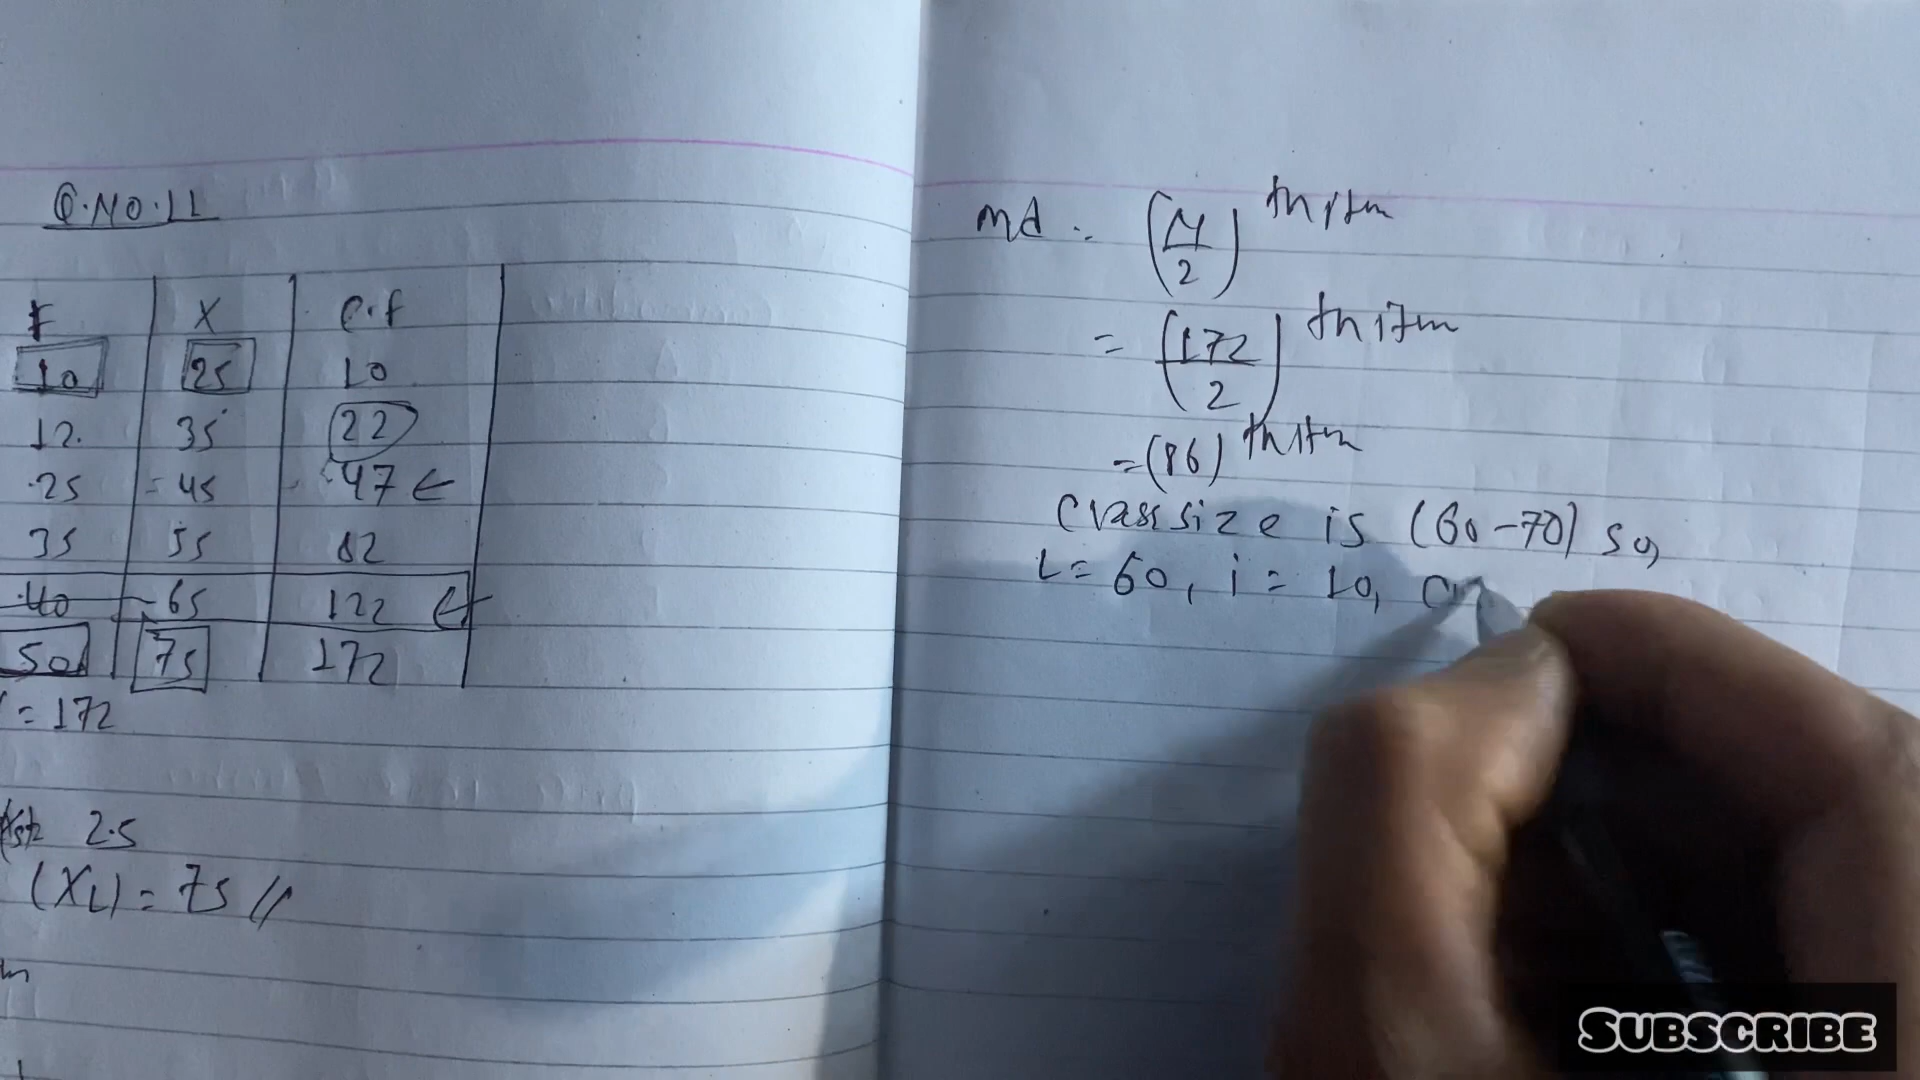 Q.NO.11
F X C.f
10 25 10
12. 35 22
25 = 45 47 ←
35 55 82
40 65 122 ←
50 75 172
= 172
2.5
(XL) = 75 //
Md = (N/2) th item
= (172/2) th item
= (86) th item
Class size is (60-70) so,
L = 60, i = 10,
SUBSCRIBE